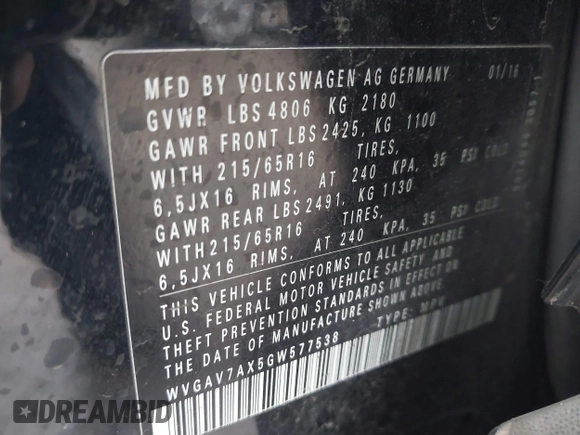 MFD BY VOLKSWAGEN AG GERMANY 01/16
GVWR LBS 4806 KG 2180
GAWR FRONT LBS 2425, KG 1100
WITH 215/65R16 TIRES,
6,5JX16 RIMS, AT 240 KPA, 35 PSI COLD
GAWR REAR LBS 2491, KG 1130
WITH 215/65R16 TIRES,
6,5JX16 RIMS, AT 240 KPA, 35 PSI COLD
THIS VEHICLE CONFORMS TO ALL APPLICABLE
U.S. FEDERAL MOTOR VEHICLE SAFETY AND
THEFT PREVENTION STANDARDS IN EFFECT ON
THE DATE OF MANUFACTURE SHOWN ABOVE.
WVGAV7AX5GW577538 TYPE: MPV
DREAMBID